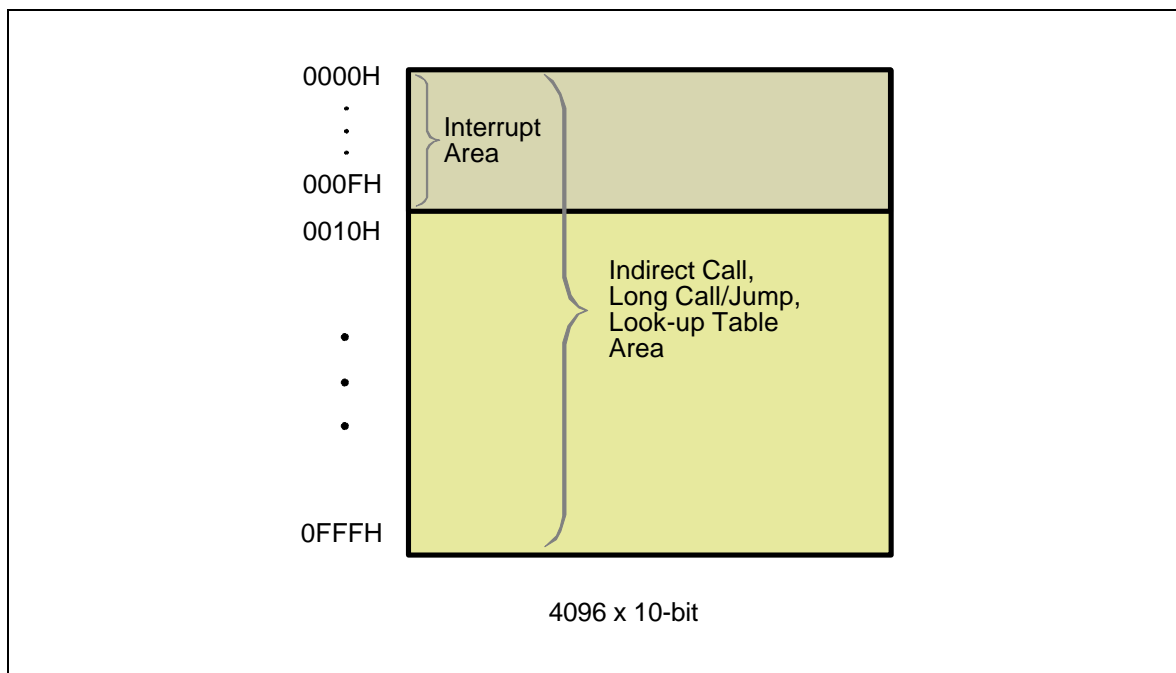 0000H
Interrupt
Area
000FH
0010H
Indirect Call,
Long Call/Jump,
Look-up Table
Area
0FFFH
4096 x 10-bit